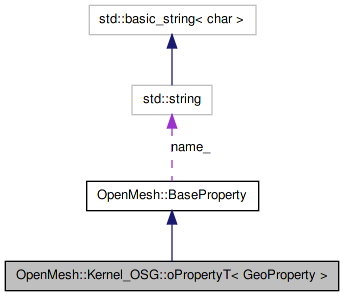 std::basic_string< char >
std::string
name_
OpenMesh::BaseProperty
OpenMesh::Kernel_OSG::oPropertyT< GeoProperty >